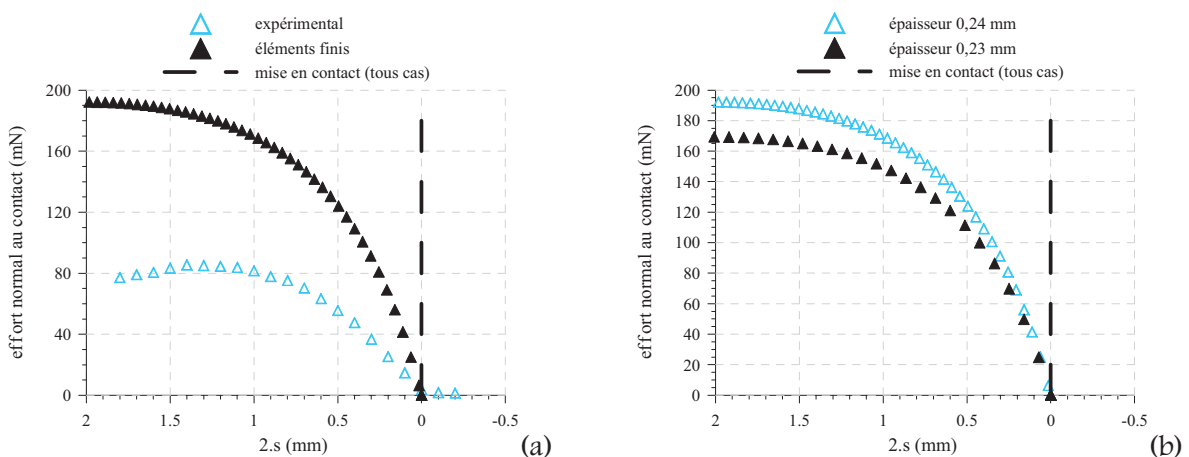 expérimental
éléments finis
mise en contact (tous cas)
200
160
120
80
40
0
effort normal au contact (mN)
2 1.5 1 0.5 0 -0.5
2.s (mm)
(a)
épaisseur 0,24 mm
épaisseur 0,23 mm
mise en contact (tous cas)
200
180
160
140
120
100
80
60
40
20
0
effort normal au contact (mN)
2 1.5 1 0.5 0 -0.5
2.s (mm)
(b)